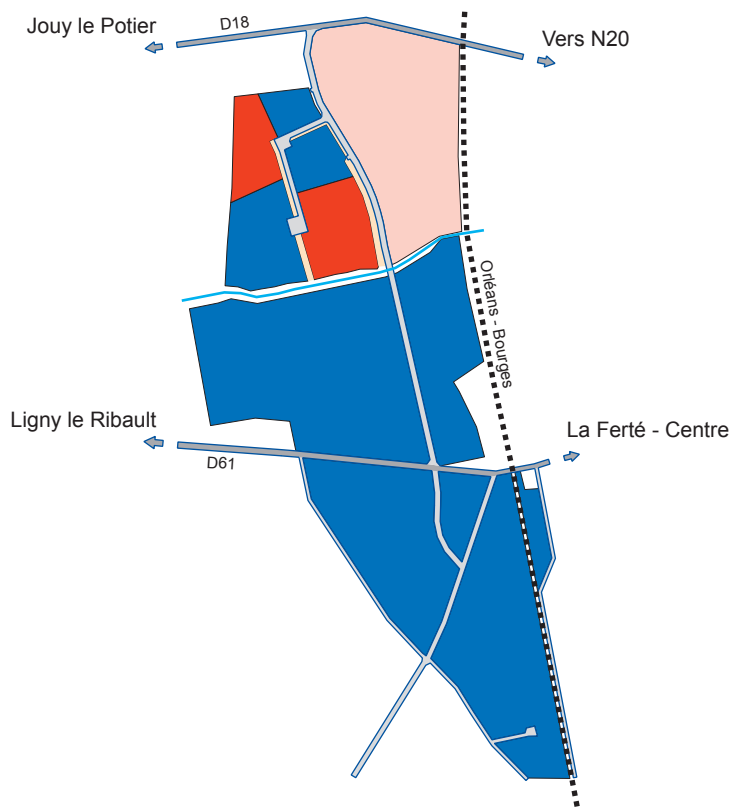 D18
Jouy le Potier
Vers N20
Orléans - Bourges
Ligny le Ribault
La Ferté - Centre
D61